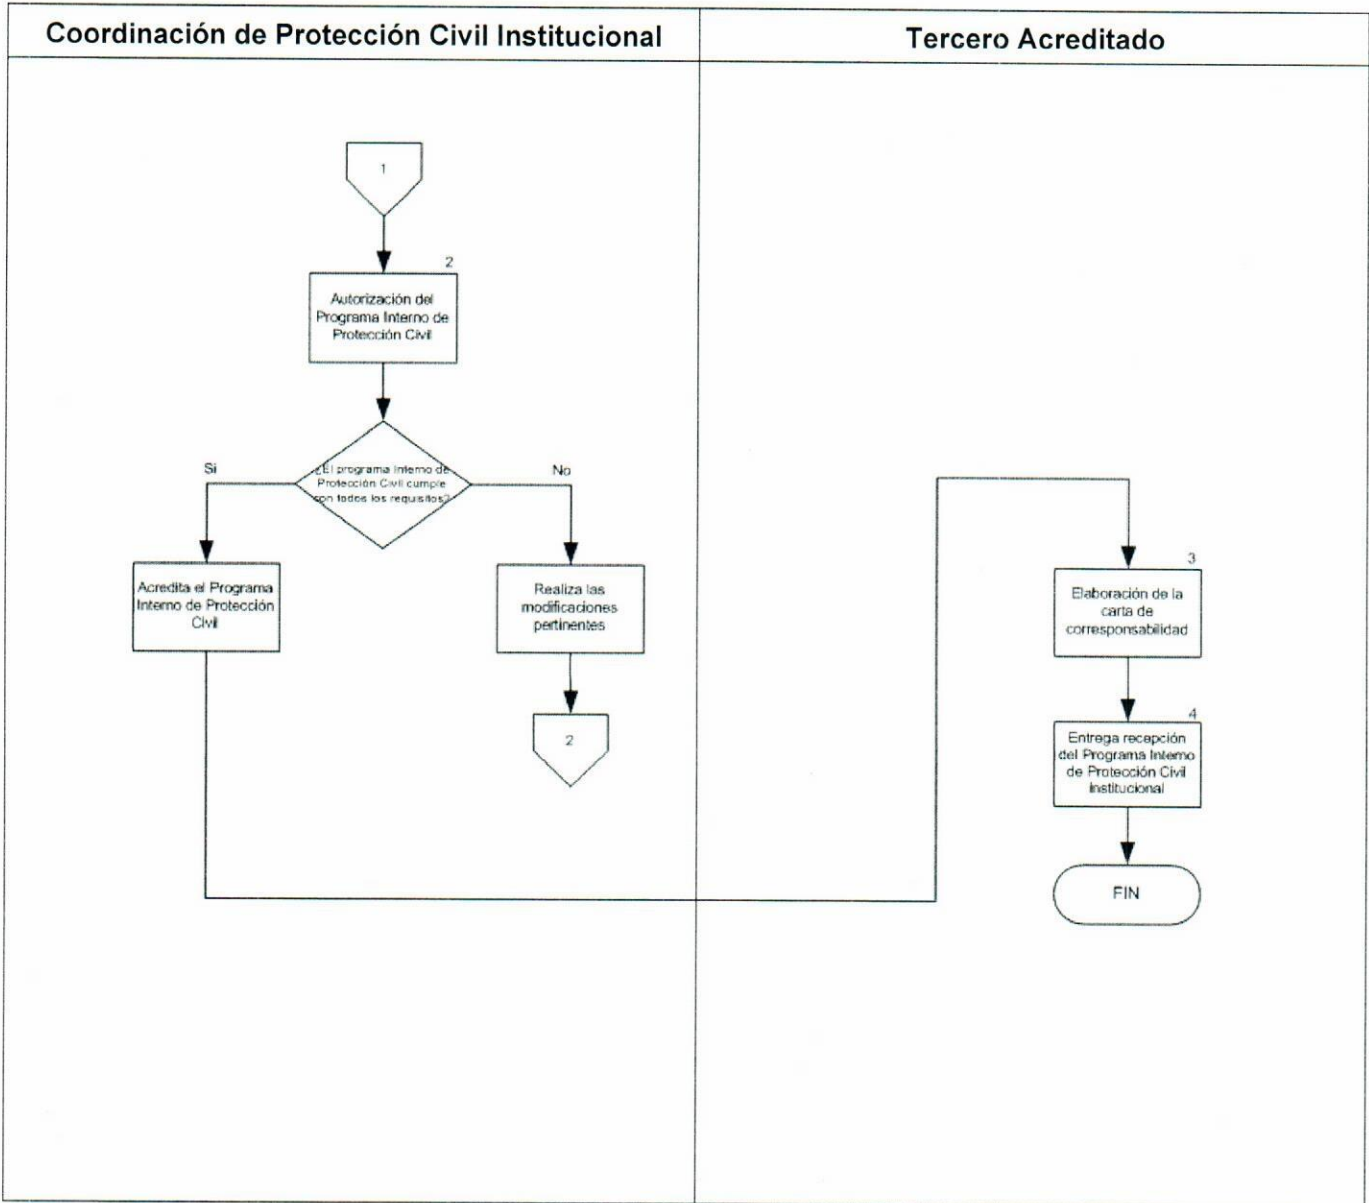 Coordinación de Protección Civil Institucional
Tercero Acreditado
1
2
Autorización del
Programa Interno de
Protección Civil
¿El programa Interno de
Protección Civil cumple
con todos los requisitos?
Si
No
Acredita el Programa
Interno de Protección
Civil
Realiza las
modificaciones
pertinentes
2
3
Elaboración de la
carta de
corresponsabilidad
4
Entrega recepción
del Programa Interno
de Protección Civil
Institucional
FIN